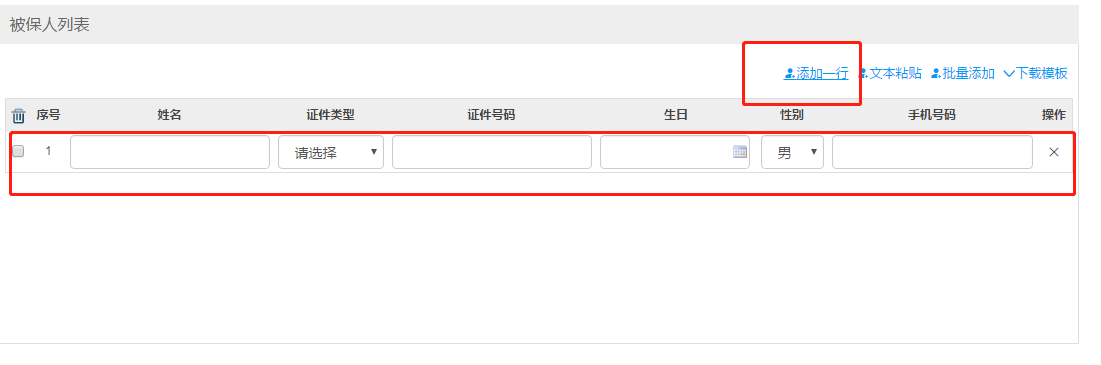 被保人列表
添加一行 文本粘贴 批量添加 下载模板
序号 姓名 证件类型 证件号码 生日 性别 手机号码 操作
1 请选择 男